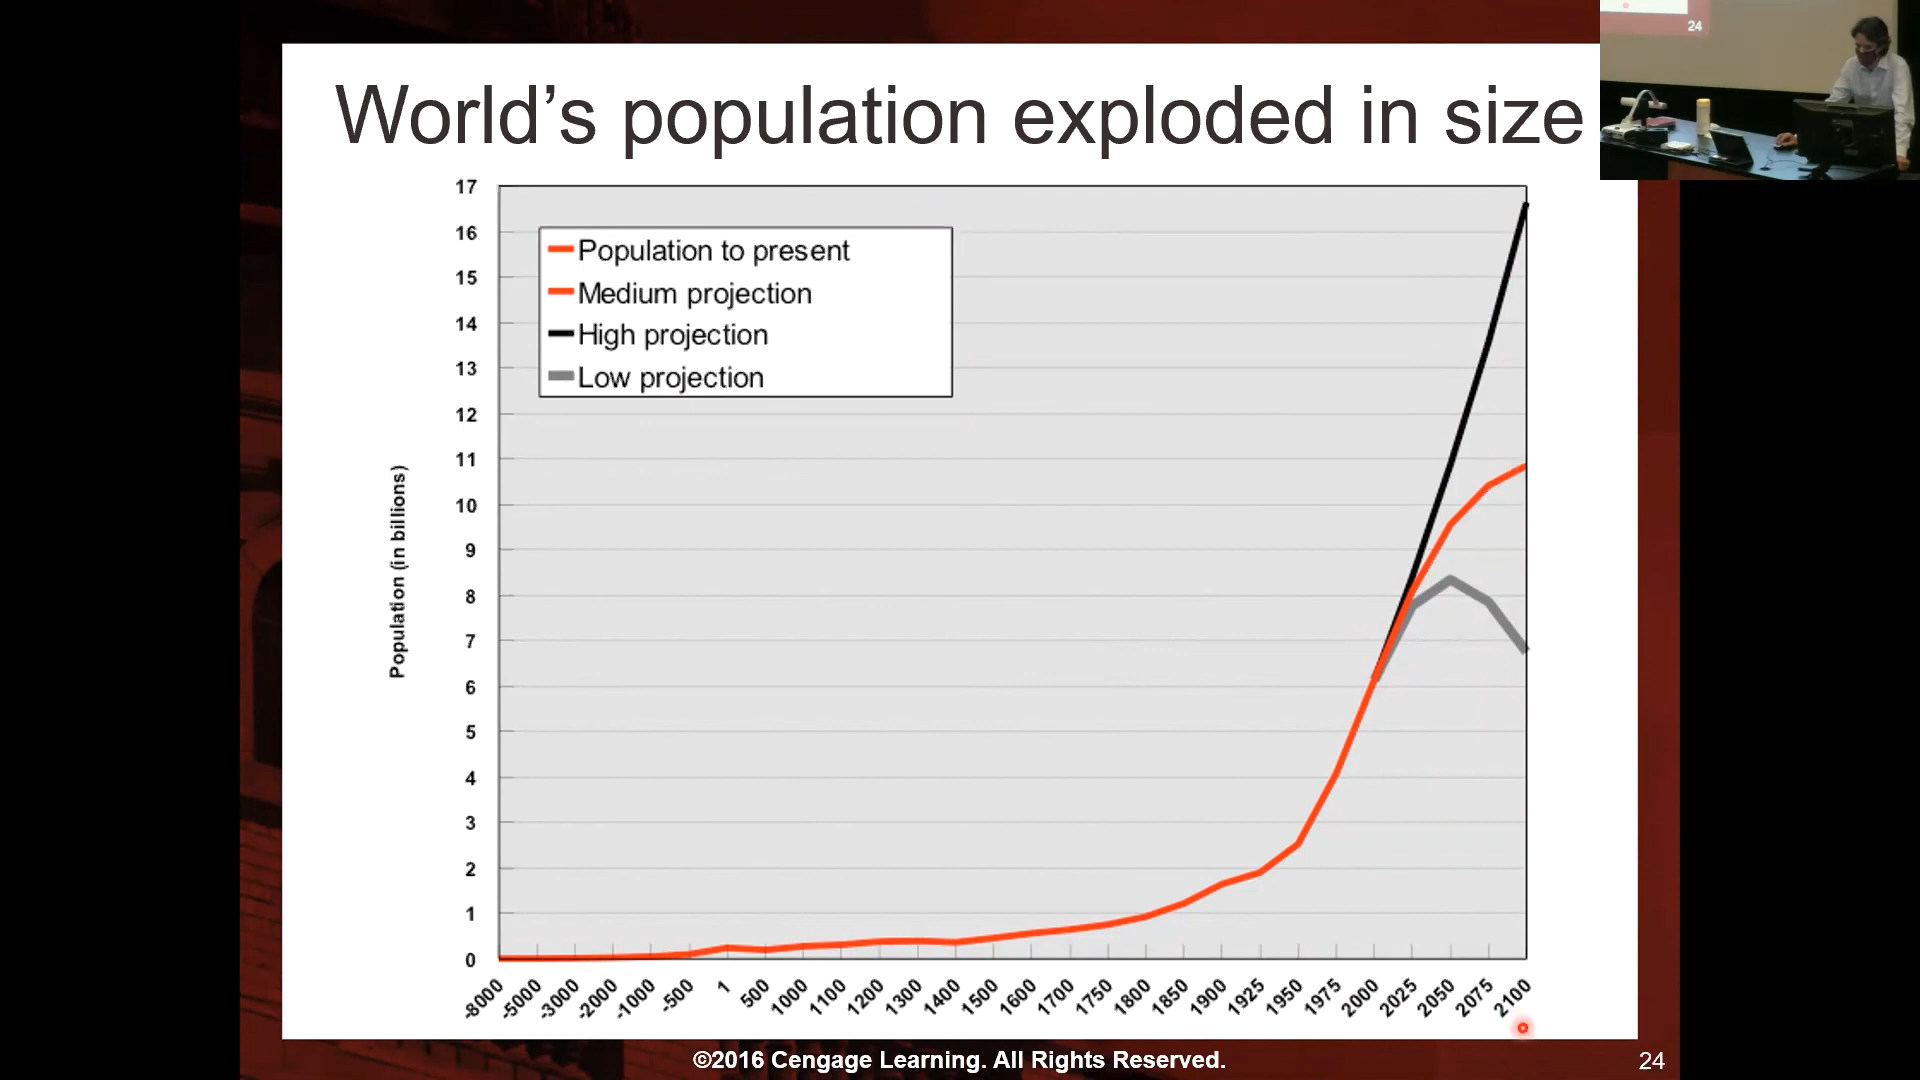 World’s population exploded in size
24
17
16
15
14
13
12
11
10
9
8
7
6
5
4
3
2
1
0
Population to present
Medium projection
High projection
Low projection
Population (in billions)
-8000 -5000 -3000 -2000 -1000 -500 1 500 1000 1100 1200 1300 1400 1500 1600 1700 1750 1800 1850 1900 1925 1950 1975 2000 2025 2050 2075 2100
©2016 Cengage Learning. All Rights Reserved.
24